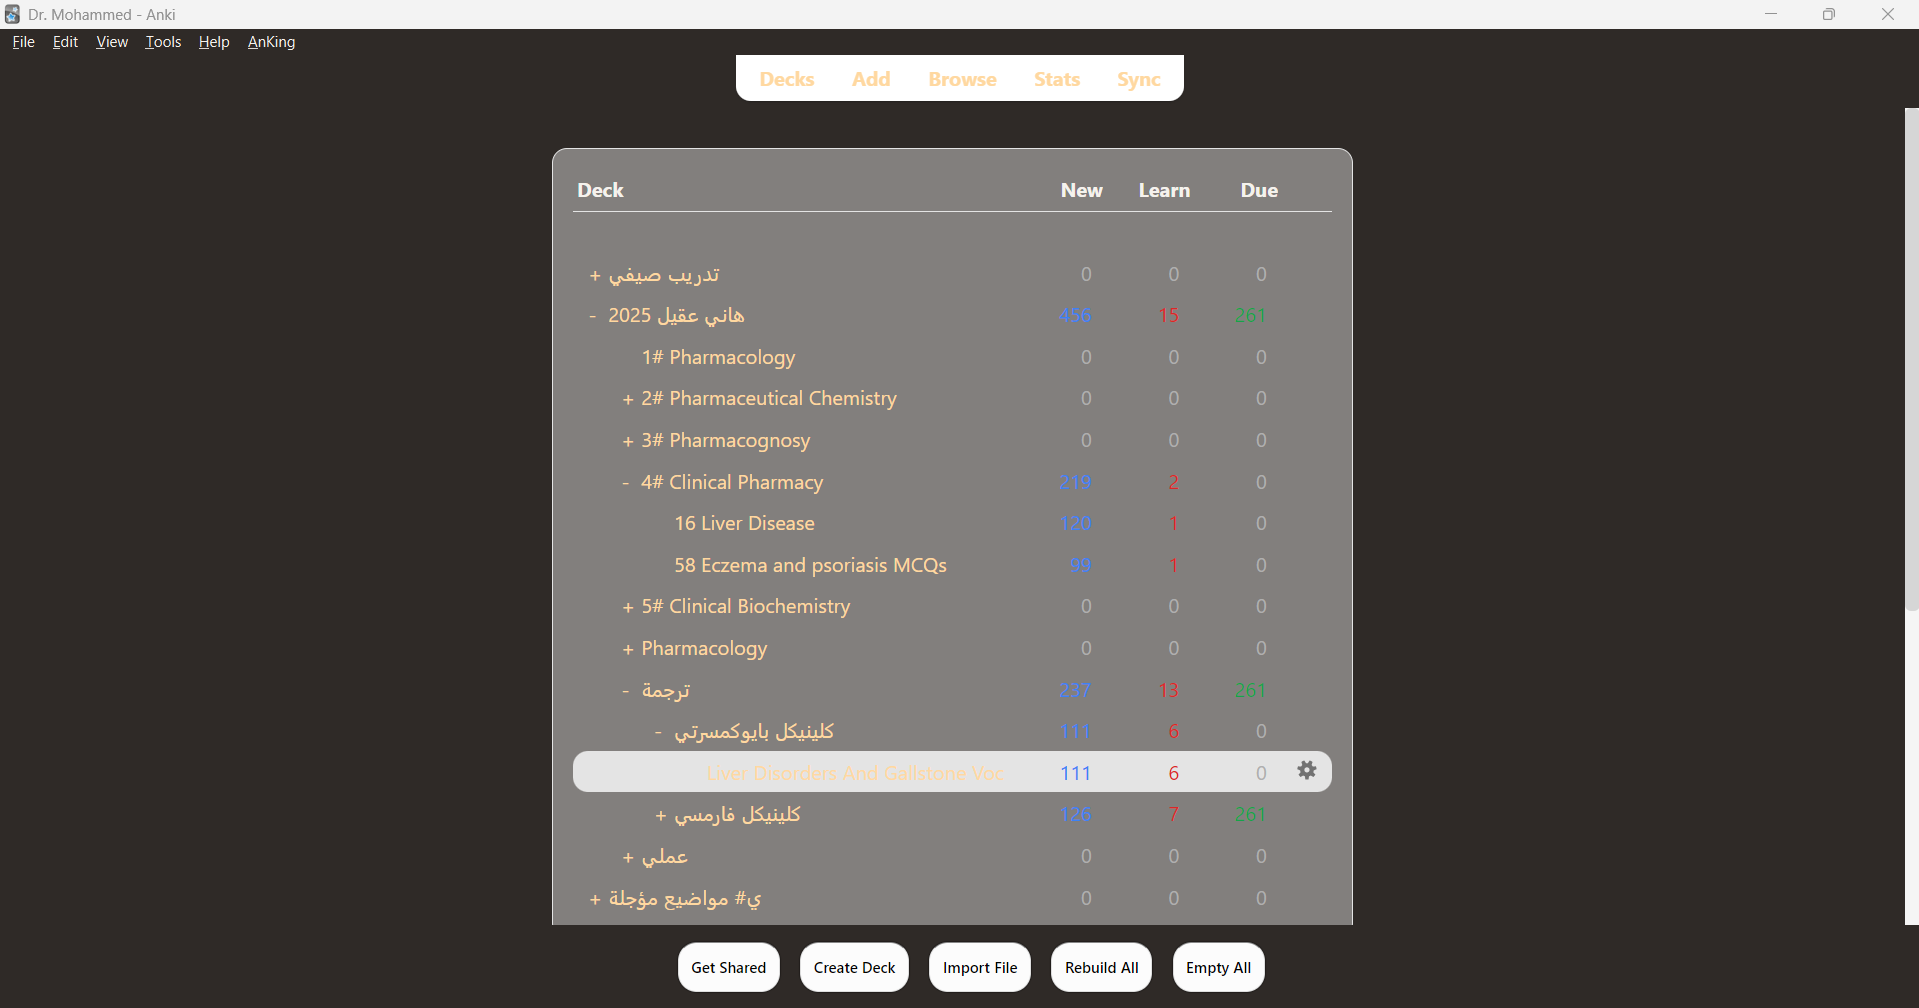 Dr. Mohammed - Anki
File Edit View Tools Help AnKing
Decks Add Browse Stats Sync
Deck New Learn Due
+ تدريب صيفي 0 0 0
- هاني عقيل 2025 456 15 261
1# Pharmacology 0 0 0
+ 2# Pharmaceutical Chemistry 0 0 0
+ 3# Pharmacognosy 0 0 0
- 4# Clinical Pharmacy 219 2 0
16 Liver Disease 120 1 0
58 Eczema and psoriasis MCQs 99 1 0
+ 5# Clinical Biochemistry 0 0 0
+ Pharmacology 0 0 0
- ترجمة 237 13 261
- كلينيكل بايوكمسرتي 111 6 0
Liver Disorders And Gallstone Voc 111 6 0
+ كلينيكل فارمسي 126 7 261
+ عملي 0 0 0
+ ي# مواضيع مؤجلة 0 0 0
Get Shared Create Deck Import File Rebuild All Empty All